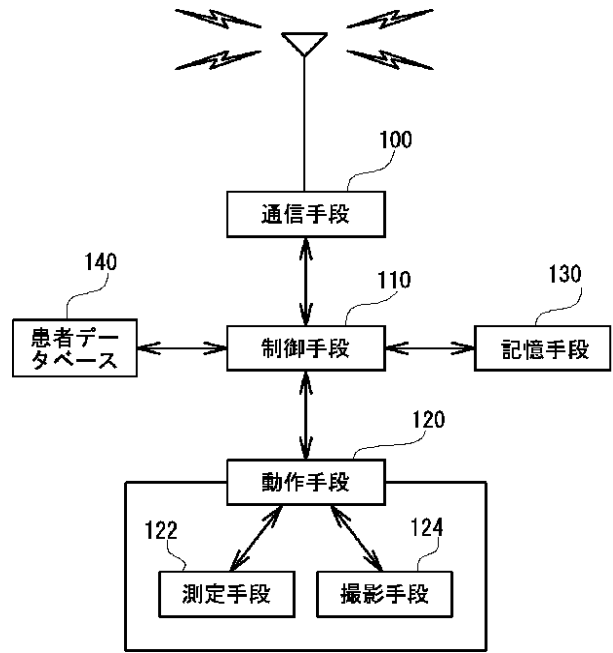 100
通信手段
140
110
130
患者デー
タベース
制御手段
記憶手段
120
動作手段
122
124
測定手段
撮影手段